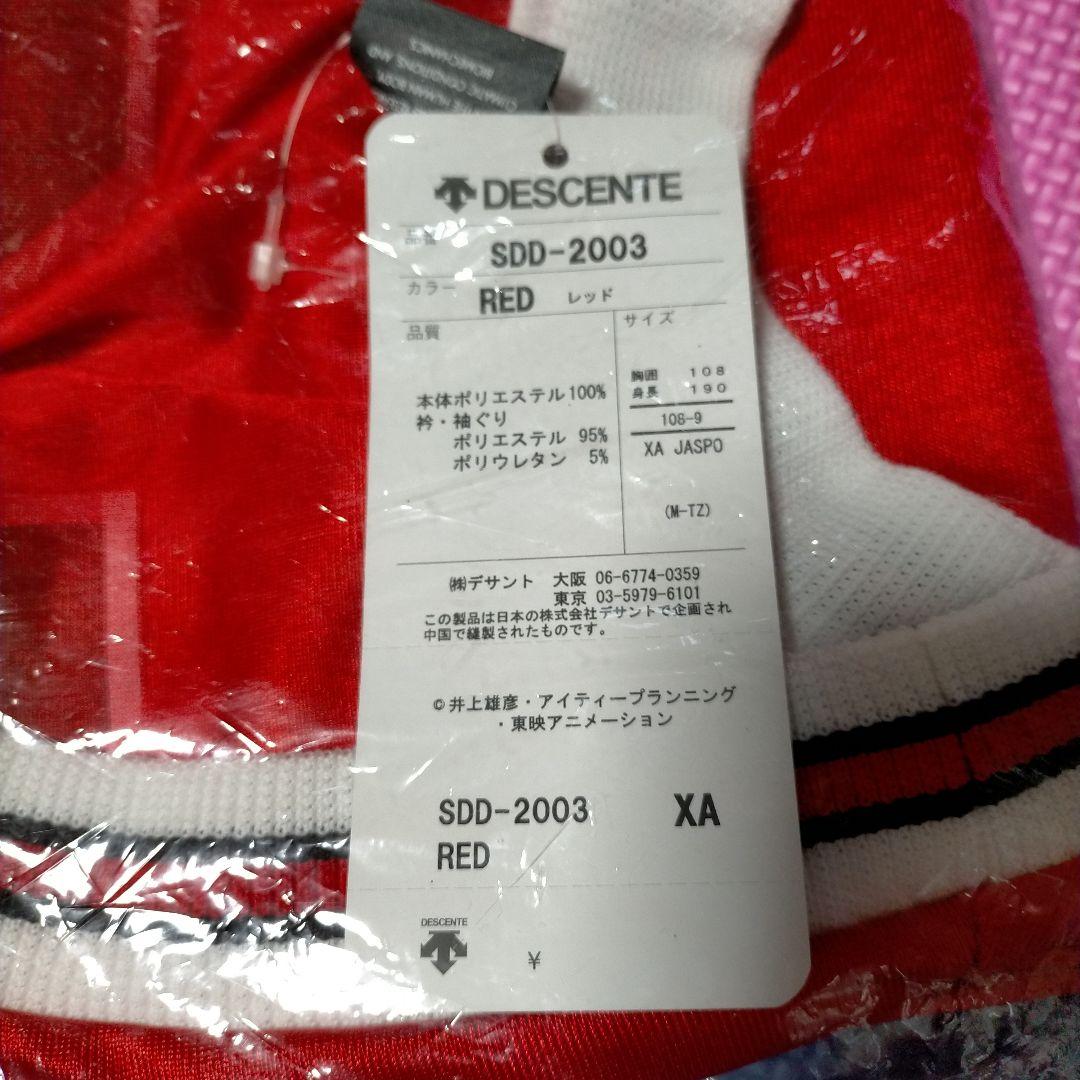 BIOMECHANICS
CLIMATIC CONDITIONS AND
DESCENTE
品番
SDD-2003
カラー
RED レッド
品質
サイズ
胸囲 108
身長 190
本体ポリエステル100%
衿・袖ぐり
108-9
ポリエステル 95%
XA JASPO
ポリウレタン 5%
(M-TZ)
㈱デサント 大阪 06-6774-0359
東京 03-5979-6101
この製品は日本の株式会社デサントで企画され
中国で縫製されたものです。
©井上雄彦・アイティープランニング
・東映アニメーション
SDD-2003 XA
RED
DESCENTE
¥